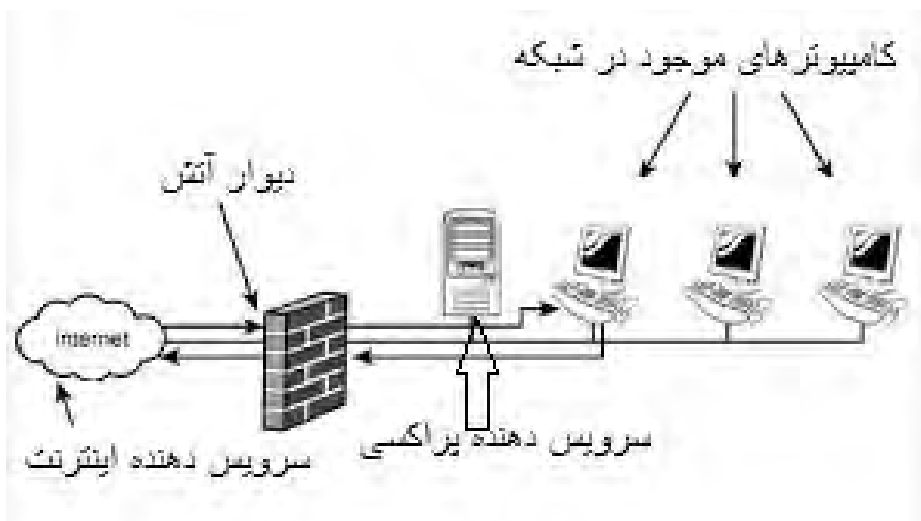 کامپیوترهای موجود در شبکه
دیوار آتش
internet
سرویس دهنده پراکسی
سرویس دهنده اینترنت